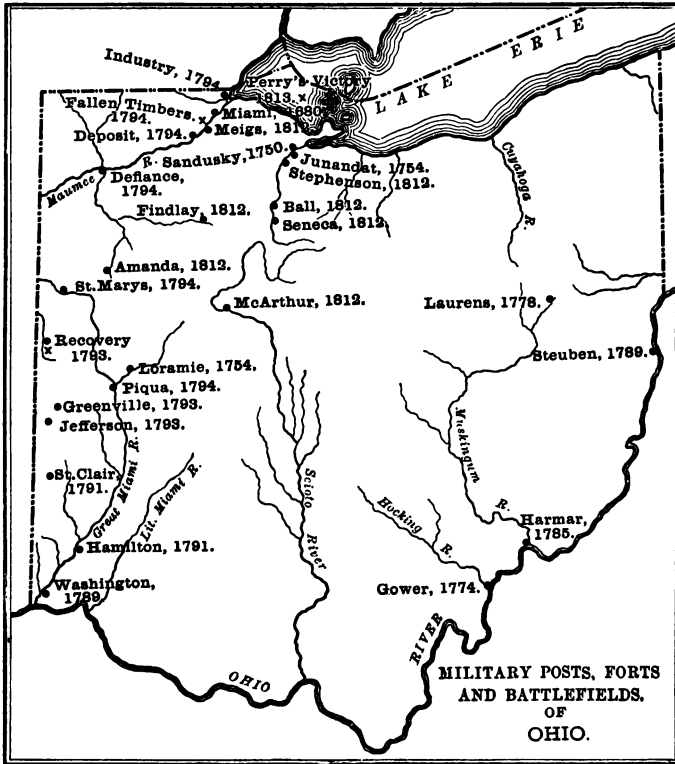 Industry, 1794.
Perry's Victory
1813.
LAKE ERIE
Fallen Timbers,
1794.
Miami, 1680.
Deposit, 1794.
Meigs, 1812.
Maumee
R.
Sandusky, 1750.
Junandat, 1754.
Stephenson, 1812.
Defiance,
1794.
Cuyahoga R.
Findlay, 1812.
Ball, 1812.
Seneca, 1812.
Amanda, 1812.
St. Marys, 1794.
McArthur, 1812.
Laurens, 1778.
Recovery
1793.
Steuben, 1789.
Loramie, 1754.
Piqua, 1794.
Greenville, 1793.
Jefferson, 1793.
Muskingum
R.
St. Clair,
1791.
Great Miami R.
Lit. Miami R.
Scioto
River
Hocking
R.
Harmar,
1785.
Hamilton, 1791.
Washington,
1789
Gower, 1774.
OHIO
RIVER
MILITARY POSTS, FORTS
AND BATTLEFIELDS,
OF
OHIO.